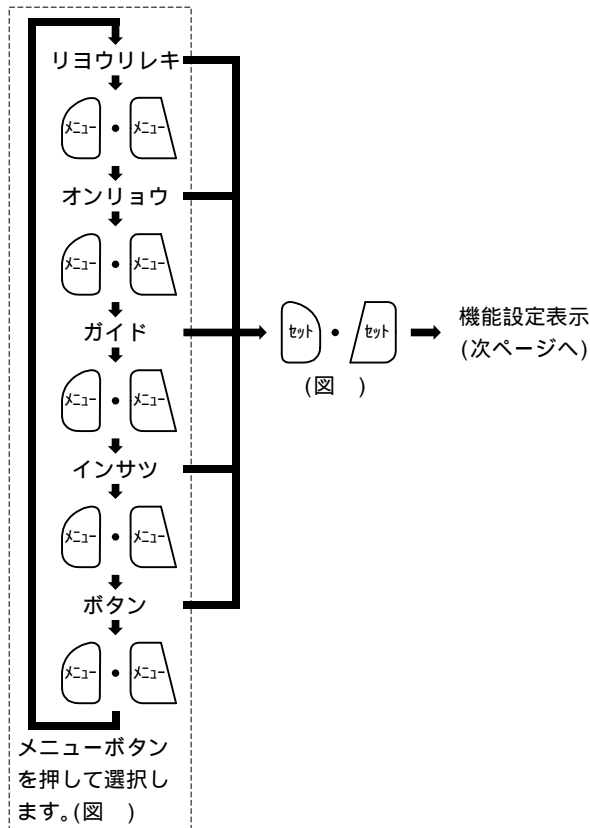 リヨウリレキ
メニュー・メニュー
オンリョウ
メニュー・メニュー
ガイド
セット・セット
機能設定表示
(次ページへ)
(図　)
メニュー・メニュー
インサツ
メニュー・メニュー
ボタン
メニュー・メニュー
メニューボタン
を押して選択し
ます。(図　)